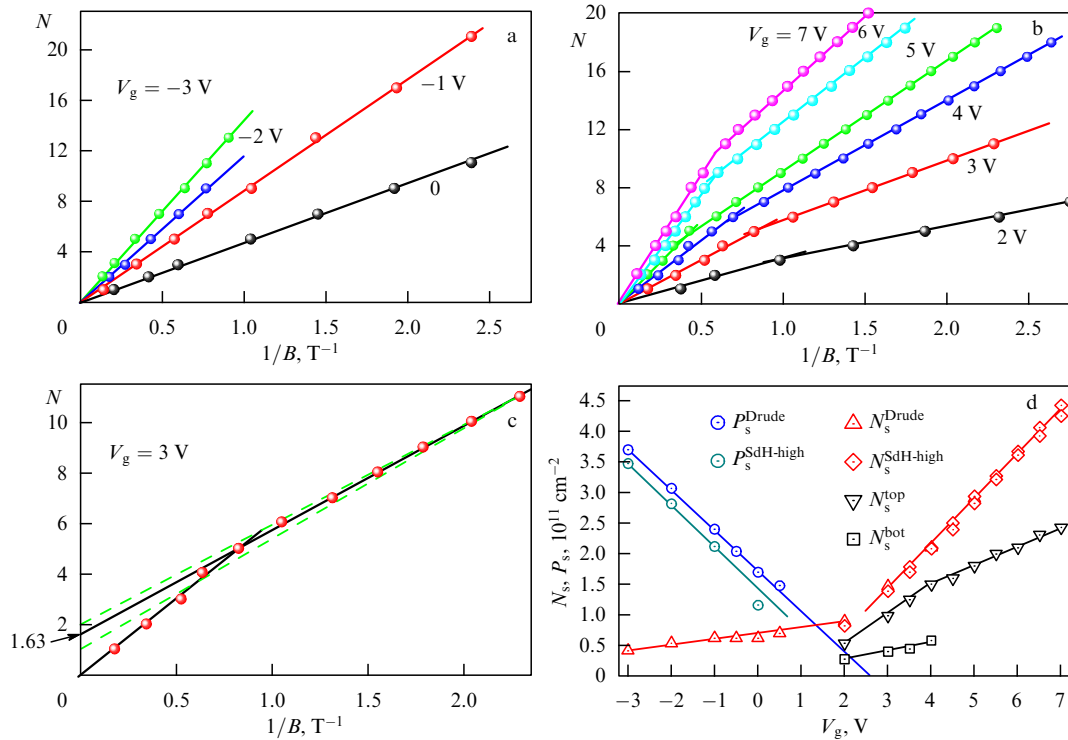 N
a
V_g = −3 V
−2 V
−1 V
0
20
16
12
8
4
0
0.5
1.0
1.5
2.0
2.5
1/B, T⁻¹
N
b
V_g = 7 V
6 V
5 V
4 V
3 V
2 V
20
16
12
8
4
0
0.5
1.0
1.5
2.0
2.5
1/B, T⁻¹
N
c
V_g = 3 V
10
8
6
4
2
1.63
0
0.5
1.0
1.5
2.0
1/B, T⁻¹
d
P_s^Drude
P_s^SdH-high
N_s^Drude
N_s^SdH-high
N_s^top
N_s^bot
N_s, P_s, 10¹¹ cm⁻²
4.5
4.0
3.5
3.0
2.5
2.0
1.5
1.0
0.5
0
−3
−2
−1
0
1
2
3
4
5
6
7
V_g, V